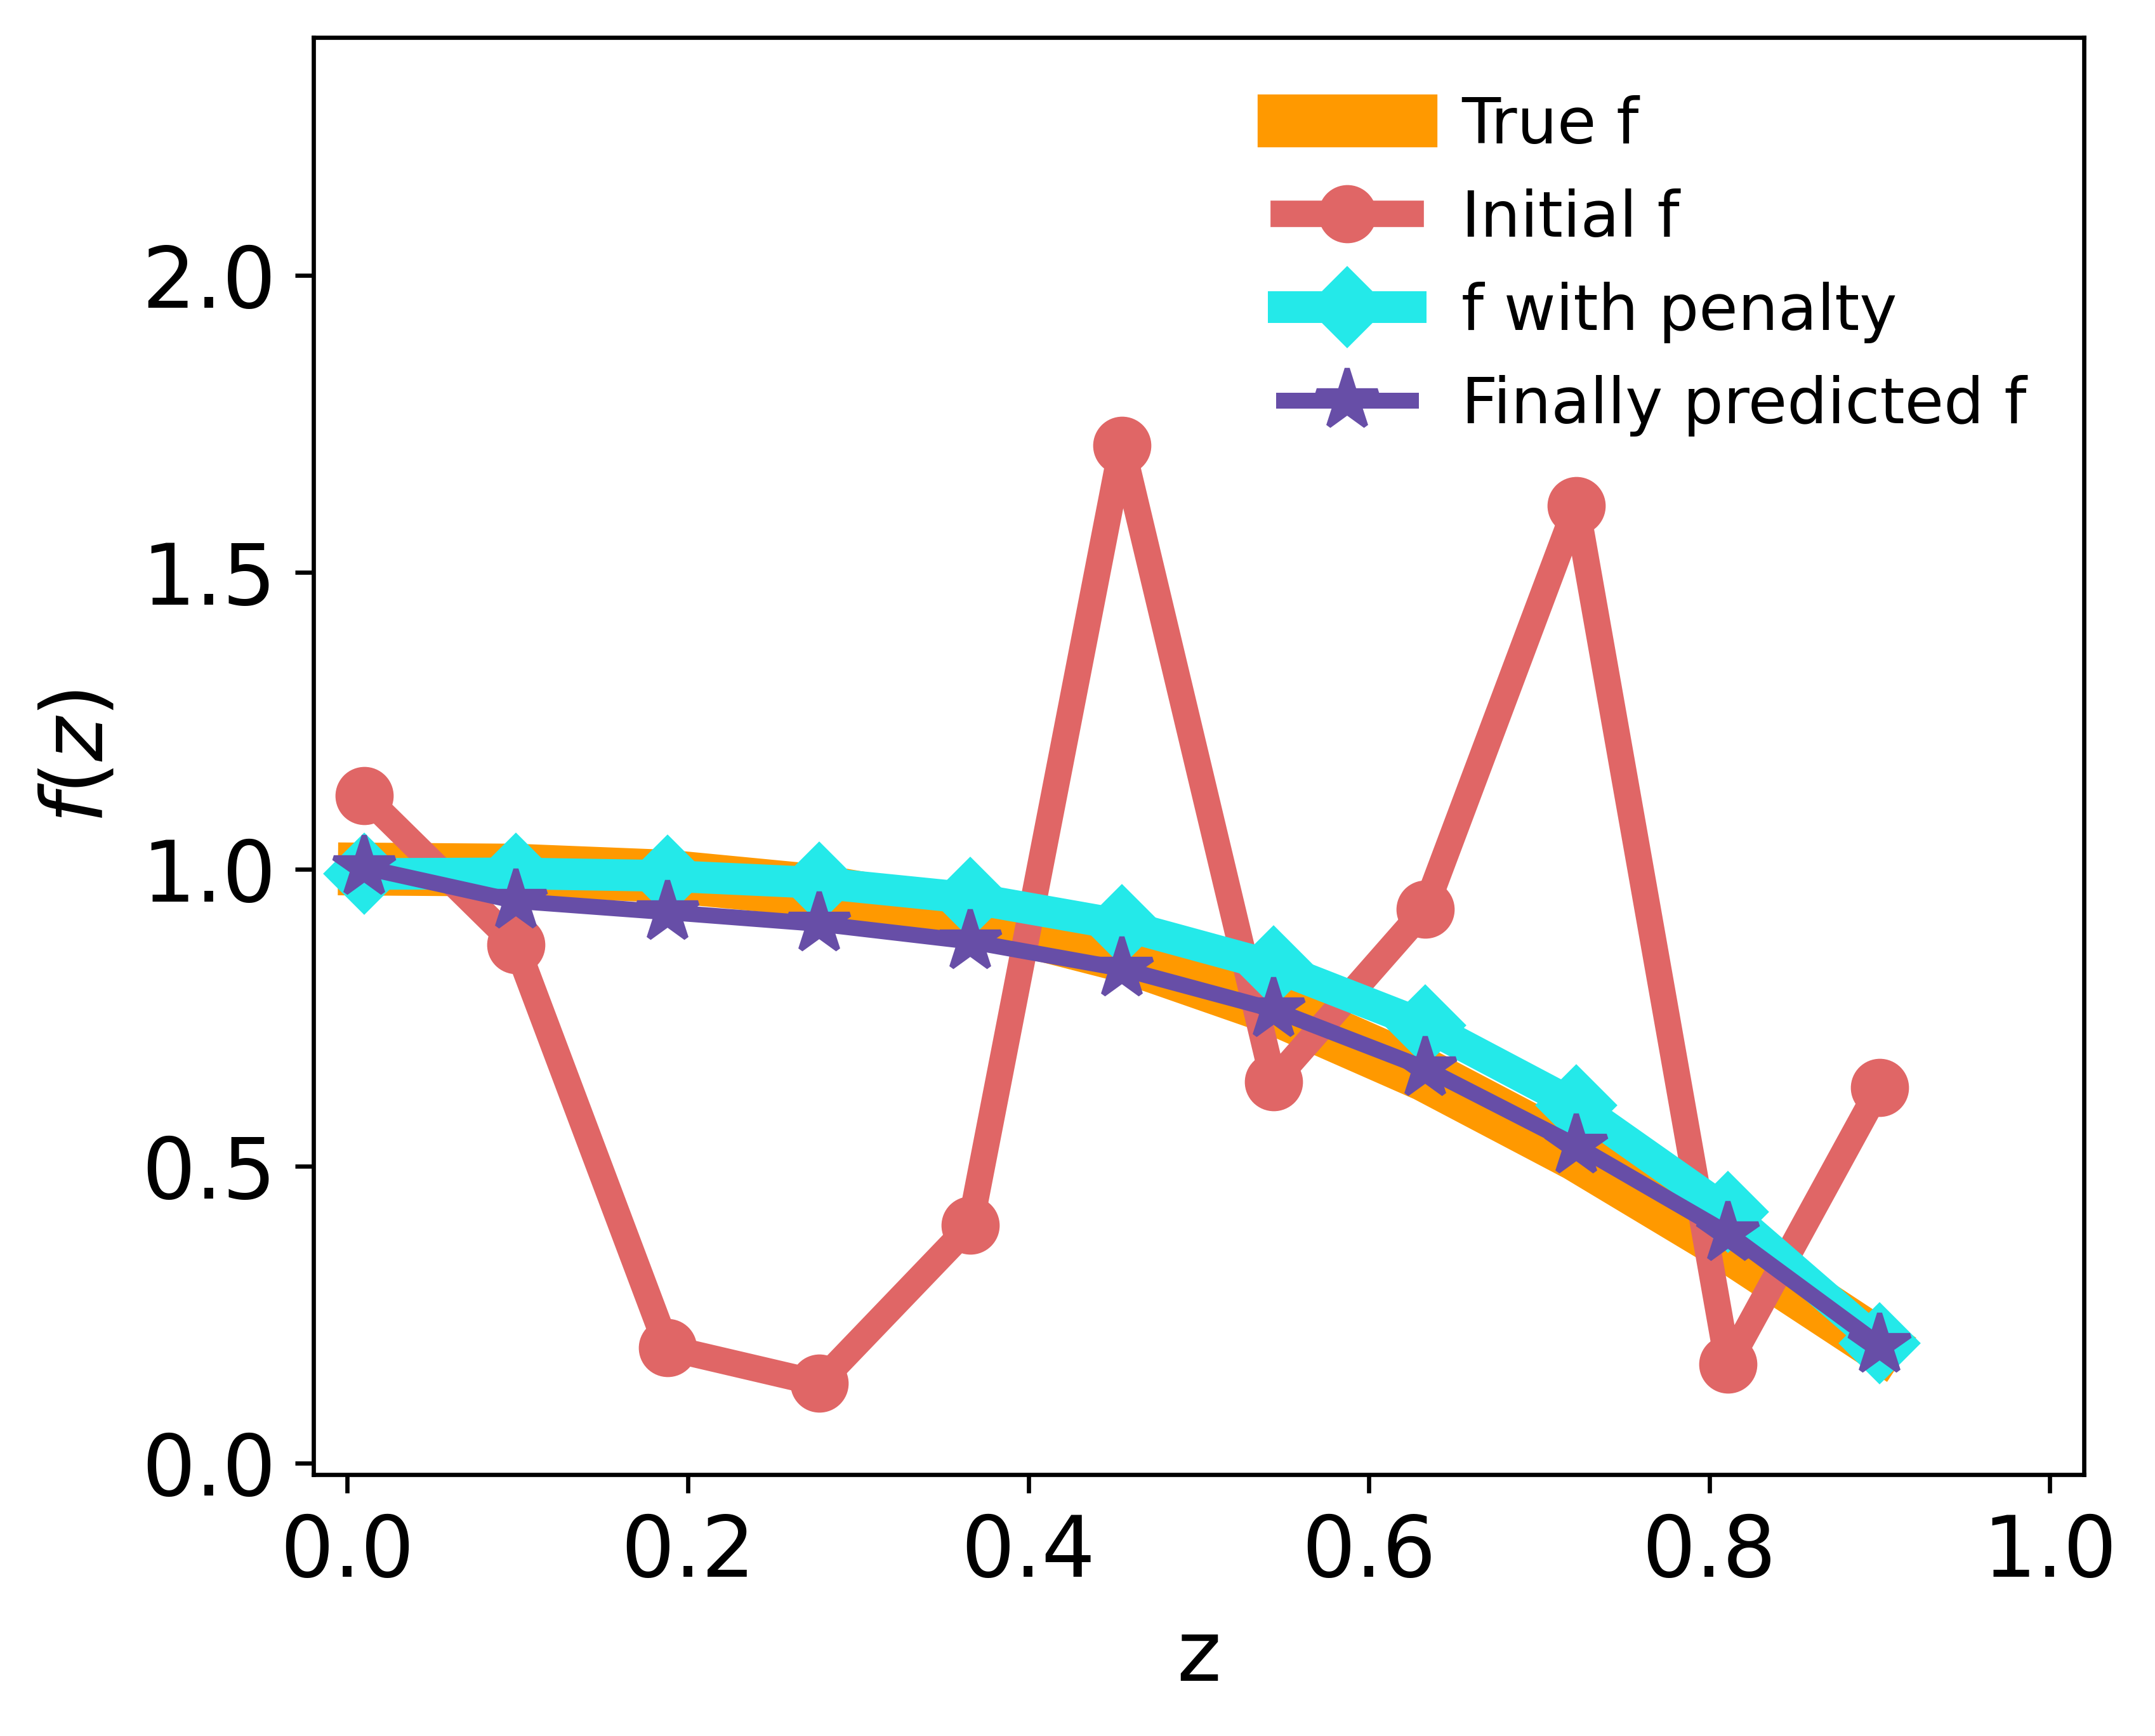 True f
Initial f
f with penalty
Finally predicted f
f(z)
2.0
1.5
1.0
0.5
0.0
0.0 0.2 0.4 0.6 0.8 1.0
z